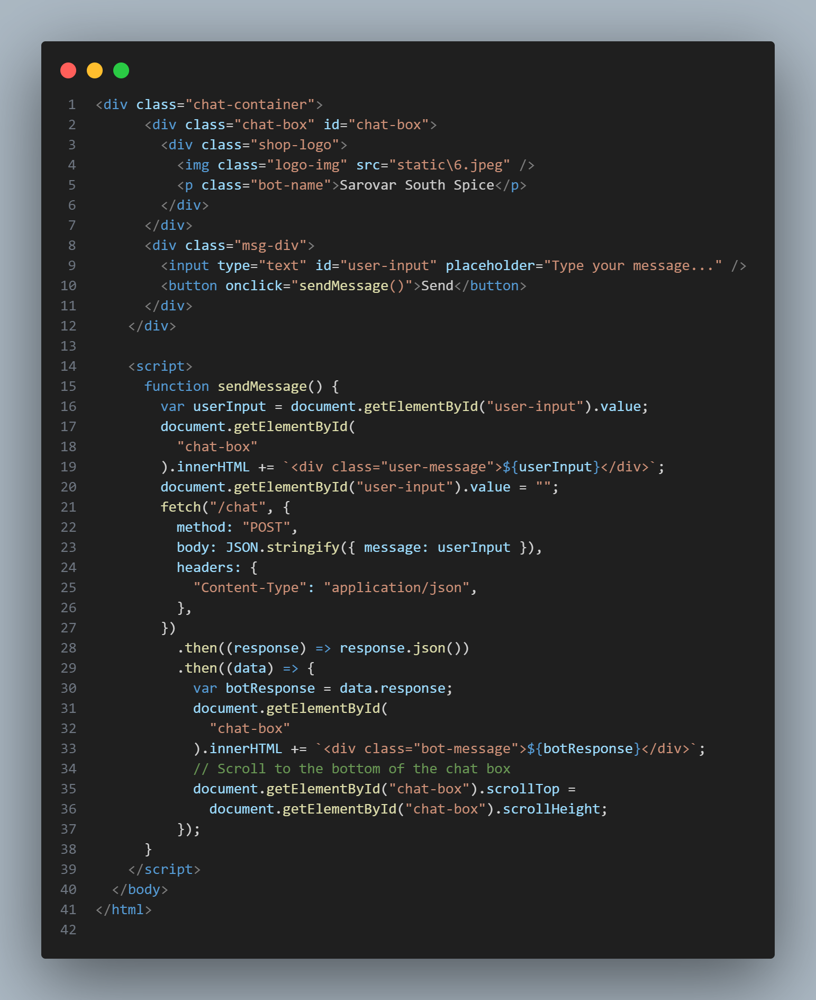 1 <div class="chat-container">
2 <div class="chat-box" id="chat-box">
3 <div class="shop-logo">
4 <img class="logo-img" src="static\6.jpeg" />
5 <p class="bot-name">Sarovar South Spice</p>
6 </div>
7 </div>
8 <div class="msg-div">
9 <input type="text" id="user-input" placeholder="Type your message..." />
10 <button onclick="sendMessage()">Send</button>
11 </div>
12 </div>
13
14 <script>
15 function sendMessage() {
16 var userInput = document.getElementById("user-input").value;
17 document.getElementById(
18 "chat-box"
19 ).innerHTML += `<div class="user-message">${userInput}</div>`;
20 document.getElementById("user-input").value = "";
21 fetch("/chat", {
22 method: "POST",
23 body: JSON.stringify({ message: userInput }),
24 headers: {
25 "Content-Type": "application/json",
26 },
27 })
28 .then((response) => response.json())
29 .then((data) => {
30 var botResponse = data.response;
31 document.getElementById(
32 "chat-box"
33 ).innerHTML += `<div class="bot-message">${botResponse}</div>`;
34 // Scroll to the bottom of the chat box
35 document.getElementById("chat-box").scrollTop =
36 document.getElementById("chat-box").scrollHeight;
37 });
38 }
39 </script>
40 </body>
41 </html>
42